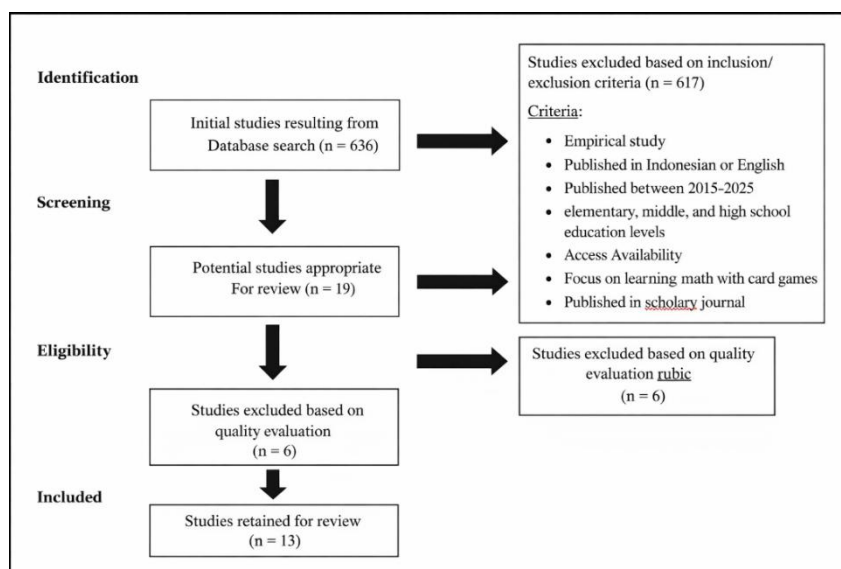 Identification
Initial studies resulting from
Database search (n = 636)
Studies excluded based on inclusion/
exclusion criteria (n = 617)
Criteria:
• Empirical study
• Published in Indonesian or English
• Published between 2015-2025
• elementary, middle, and high school
education levels
• Access Availability
• Focus on learning math with card games
• Published in scholary journal
Screening
Potential studies appropriate
For review (n = 19)
Eligibility
Studies excluded based on quality
evaluation rubic
(n = 6)
Studies excluded based on
quality evaluation
(n = 6)
Included
Studies retained for review
(n = 13)